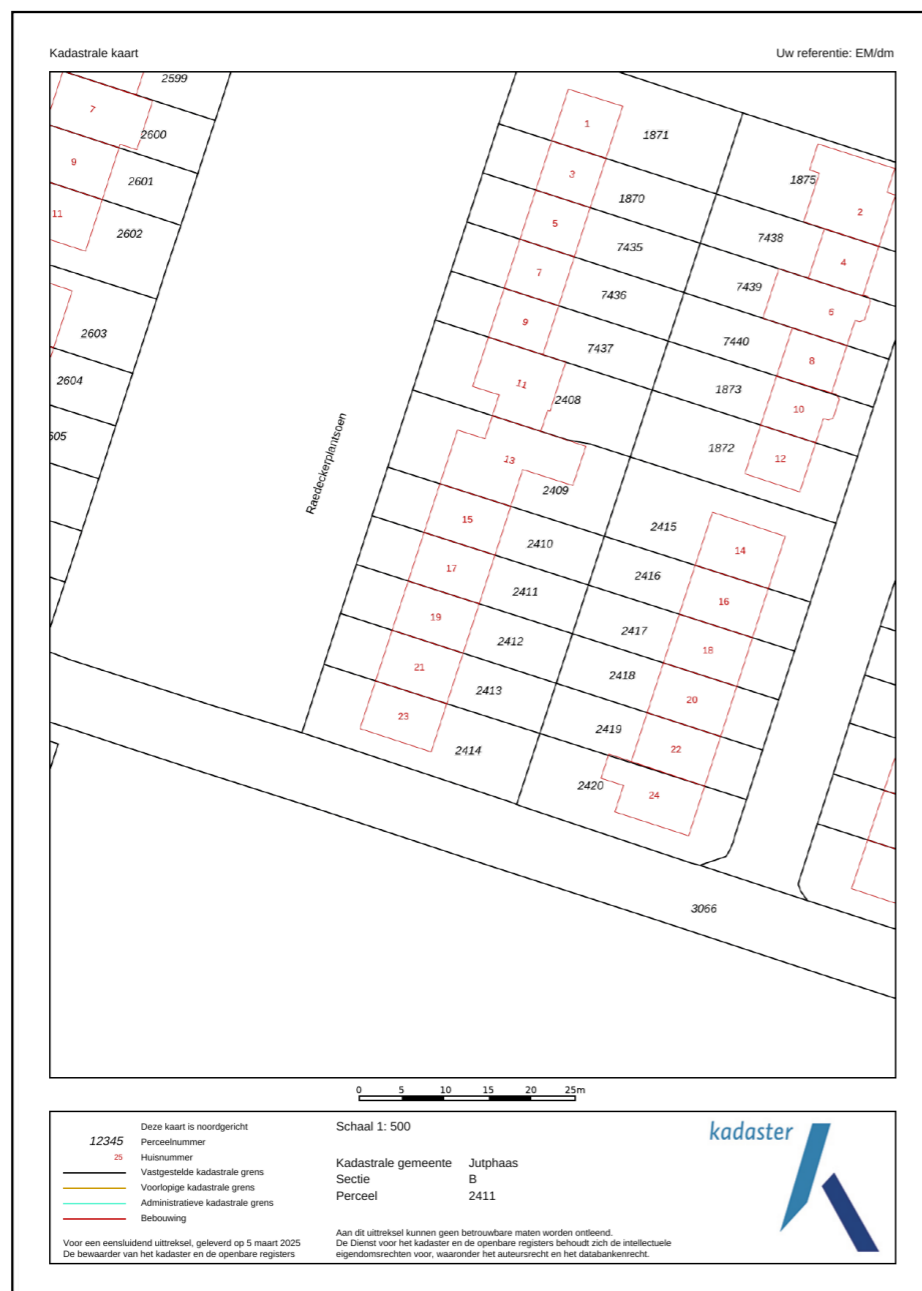 Kadastrale kaart
Uw referentie: EM/dm
2599
7
2600
1
1871
9
2601
3
1875
11
2602
1870
2
5
7435
7438
4
7
7436
7439
6
2603
9
7437
7440
8
2604
11
2408
1873
10
605
13
1872
12
Raedeckerplantsoen
2409
15
2410
2415
14
17
2411
2416
16
19
2412
2417
18
21
2413
2418
20
23
2414
2419
22
2420
24
3066
0 5 10 15 20 25m
Deze kaart is noordgericht
12345 Perceelnummer
25 Huisnummer
Vastgestelde kadastrale grens
Voorlopige kadastrale grens
Administratieve kadastrale grens
Bebouwing
Voor een eensluidend uittreksel, geleverd op 5 maart 2025
De bewaarder van het kadaster en de openbare registers
Schaal 1: 500
Kadastrale gemeente Jutphaas
Sectie B
Perceel 2411
Aan dit uittreksel kunnen geen betrouwbare maten worden ontleend.
De Dienst voor het kadaster en de openbare registers behoudt zich de intellectuele
eigendomsrechten voor, waaronder het auteursrecht en het databankenrecht.
kadaster